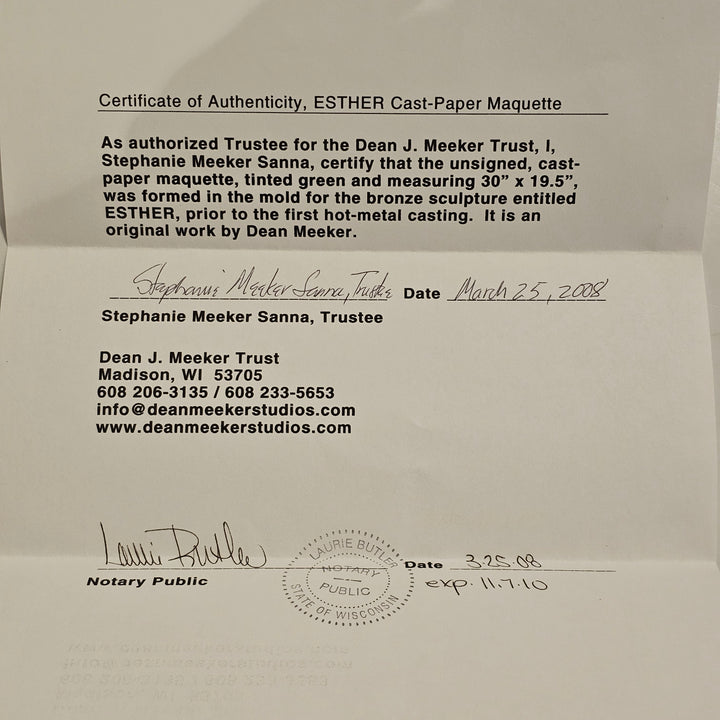 Certificate of Authenticity, ESTHER Cast-Paper Maquette
As authorized Trustee for the Dean J. Meeker Trust, I,
Stephanie Meeker Sanna, certify that the unsigned, cast-
paper maquette, tinted green and measuring 30” x 19.5”,
was formed in the mold for the bronze sculpture entitled
ESTHER, prior to the first hot-metal casting. It is an
original work by Dean Meeker.
Stephanie Meeker Sanna, Trustee Date March 25, 2008
Stephanie Meeker Sanna, Trustee
Dean J. Meeker Trust
Madison, WI 53705
608 206-3135 / 608 233-5653
info@deanmeekerstudios.com
www.deanmeekerstudios.com
Laurie Butler
LAURIE BUTLER
NOTARY
PUBLIC
STATE OF WISCONSIN
Date 3.25.08
Notary Public
exp. 11.7.10